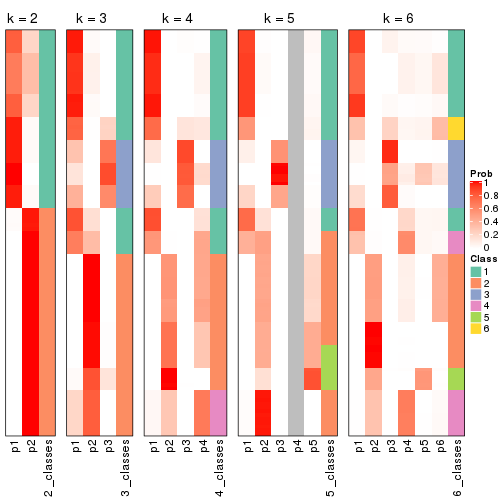 k = 2
k = 3
k = 4
k = 5
k = 6
p1
p2
2_classes
p1
p2
p3
3_classes
p1
p2
p3
p4
4_classes
p1
p2
p3
p4
p5
5_classes
p1
p2
p3
p4
p5
p6
6_classes
Prob
1
0.8
0.6
0.4
0.2
0
Class
1
2
3
4
5
6